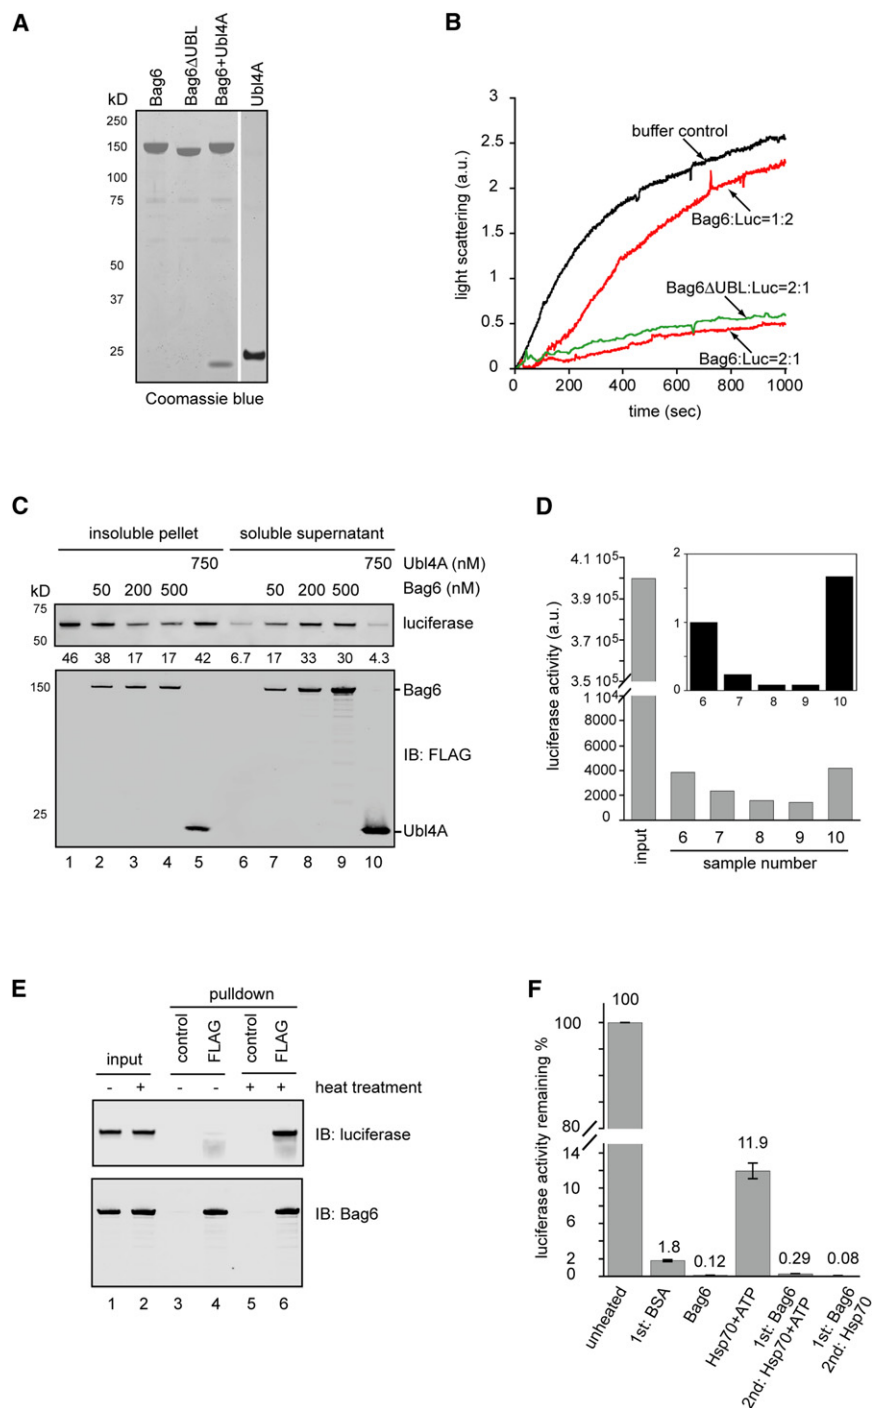 A
kD
Bag6
Bag6ΔUBL
Bag6+Ubl4A
Ubl4A
250
150
100
75
50
37
25
Coomassie blue
B
light scattering (a.u.)
3
2.5
2
1.5
1
0.5
0
buffer control
Bag6:Luc=1:2
Bag6ΔUBL:Luc=2:1
Bag6:Luc=2:1
0 200 400 600 800 1000
time (sec)
C
insoluble pellet soluble supernatant
750 750 Ubl4A (nM)
50 200 500 50 200 500 Bag6 (nM)
kD
75
50
luciferase
46 38 17 17 42 6.7 17 33 30 4.3
150
Bag6
IB: FLAG
25
Ubl4A
1 2 3 4 5 6 7 8 9 10
D
luciferase activity (a.u.)
4.1 10⁵
3.9 10⁵
3.7 10⁵
3.5 10⁵
1 10⁴
8000
6000
4000
2000
0
2
1
0
6 7 8 9 10
input
6 7 8 9 10
sample number
E
pulldown
input
control
FLAG
control
FLAG
- + - - + + heat treatment
IB: luciferase
IB: Bag6
1 2 3 4 5 6
F
luciferase activity remaining %
100
80
14
12
10
6
2
0
100
1.8
0.12
11.9
0.29
0.08
unheated
1st: BSA
Bag6
Hsp70+ATP
1st: Bag6
2nd: Hsp70+ATP
1st: Bag6
2nd: Hsp70